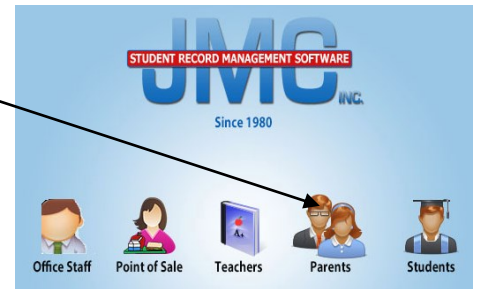 JMC
STUDENT RECORD MANAGEMENT SOFTWARE
INC.
Since 1980
Office Staff Point of Sale Teachers Parents Students